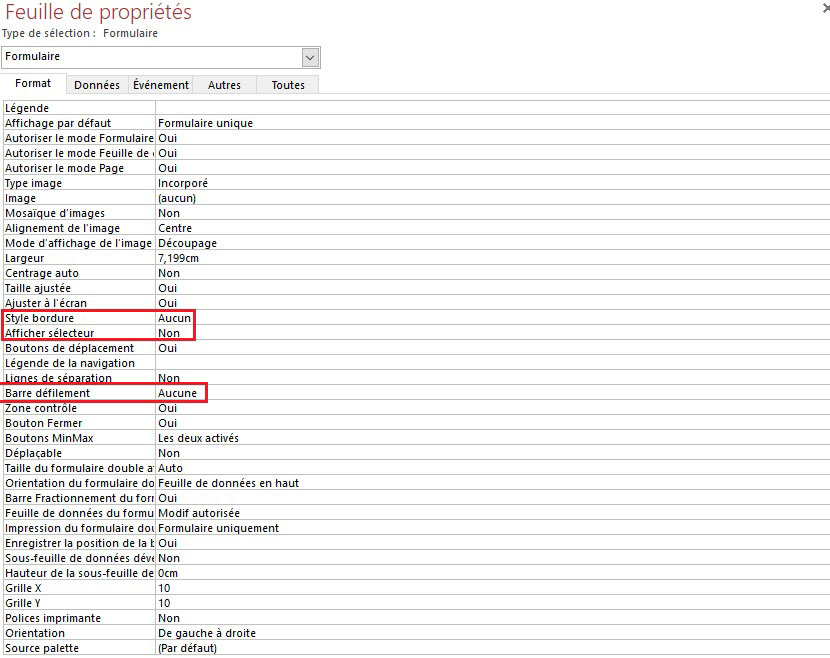 Feuille de propriétés
Type de sélection : Formulaire
Formulaire
Format Données Événement Autres Toutes
Légende
Affichage par défaut Formulaire unique
Autoriser le mode Formulaire Oui
Autoriser le mode Feuille de Oui
Autoriser le mode Page Oui
Type image Incorporé
Image (aucun)
Mosaïque d'images Non
Alignement de l'image Centre
Mode d'affichage de l'image Découpage
Largeur 7,199cm
Centrage auto Non
Taille ajustée Oui
Ajuster à l'écran Oui
Style bordure Aucun
Afficher sélecteur Non
Boutons de déplacement Oui
Légende de la navigation
Lignes de séparation Non
Barre défilement Aucune
Zone contrôle Oui
Bouton Fermer Oui
Boutons MinMax Les deux activés
Déplaçable Non
Taille du formulaire double a Auto
Orientation du formulaire do Feuille de données en haut
Barre Fractionnement du for Oui
Feuille de données du formu Modif autorisée
Impression du formulaire dou Formulaire uniquement
Enregistrer la position de la b Oui
Sous-feuille de données déve Non
Hauteur de la sous-feuille de 0cm
Grille X 10
Grille Y 10
Polices imprimante Non
Orientation De gauche à droite
Source palette (Par défaut)